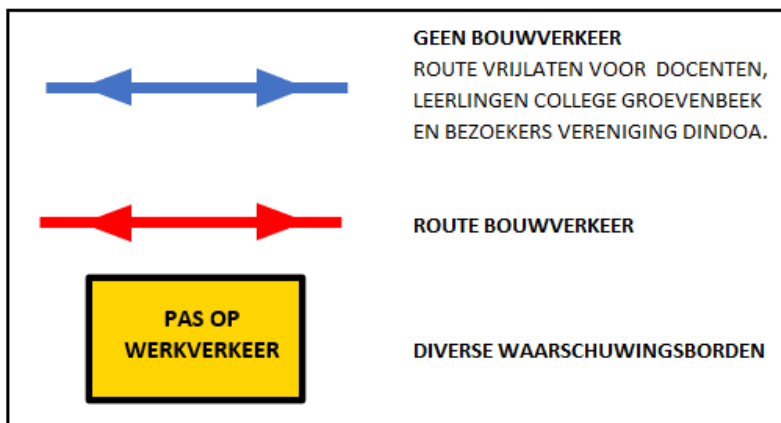 GEEN BOUWVERKEER
ROUTE VRIJLATEN VOOR DOCENTEN,
LEERLINGEN COLLEGE GROEVENBEEK
EN BEZOEKERS VERENIGING DINDOA.
ROUTE BOUWVERKEER
PAS OP
WERKVERKEER
DIVERSE WAARSCHUWINGSBORDEN